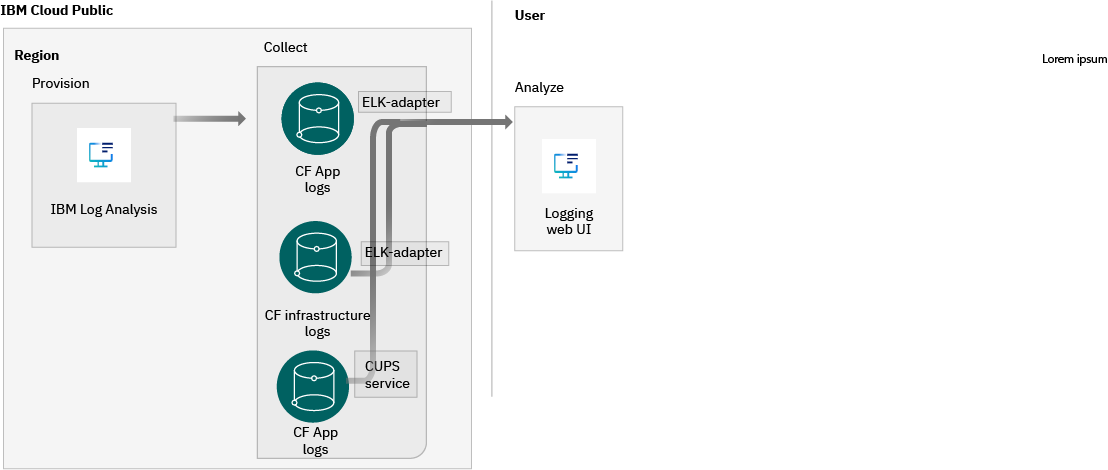 IBM Cloud Public
Region
Provision
IBM Log Analysis
Collect
ELK-adapter
CF App
logs
ELK-adapter
CF infrastructure
logs
CUPS
service
CF App
logs
User
Analyze
Logging
web UI
Lorem ipsum